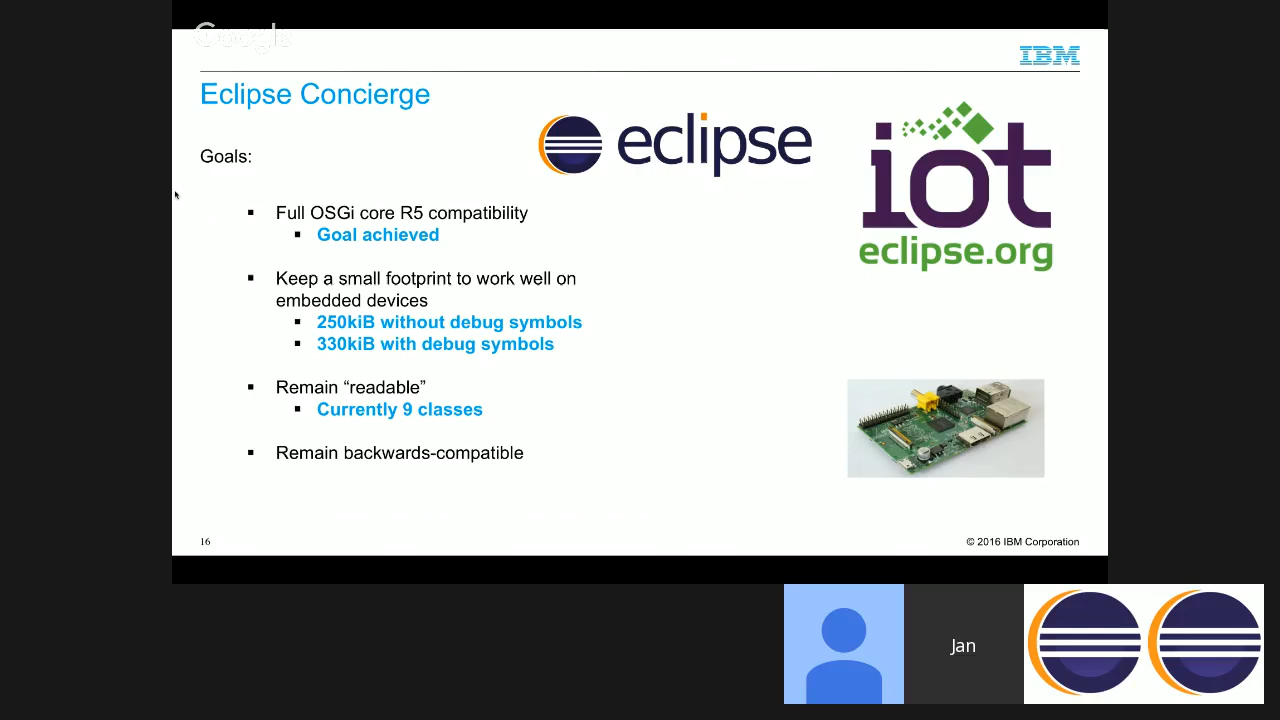 Google
IBM
Eclipse Concierge
eclipse
iot
eclipse.org
Goals:
▪ Full OSGi core R5 compatibility
▪ Goal achieved
▪ Keep a small footprint to work well on
embedded devices
▪ 250kiB without debug symbols
▪ 330kiB with debug symbols
▪ Remain “readable”
▪ Currently 9 classes
▪ Remain backwards-compatible
16
© 2016 IBM Corporation
Jan